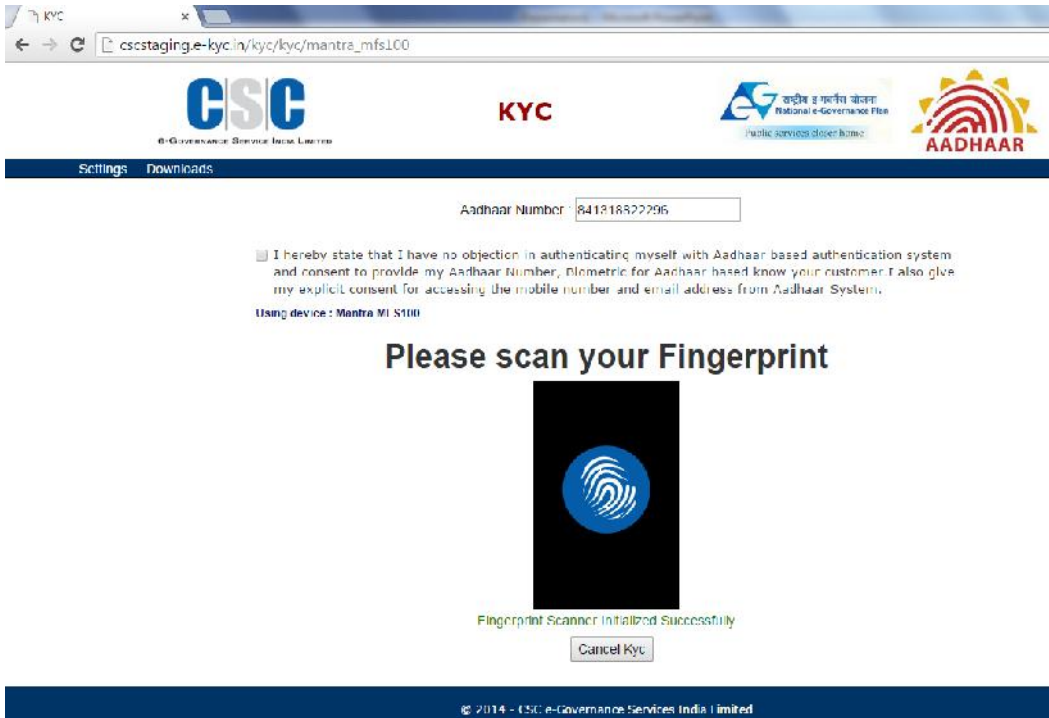 KYC
cscstaging.e-kyc.in/kyc/kyc/mantra_mfs100
CSC
e-Governance Service India Limited
KYC
राष्ट्रीय ई-गवर्नेंस योजना
National e-Governance Plan
Public services closer home
AADHAAR
Settings Downloads
Aadhaar Number : 841318822296
I hereby state that I have no objection in authenticating myself with Aadhaar based authentication system
and consent to provide my Aadhaar Number, Biometric for Aadhaar based know your customer.I also give
my explicit consent for accessing the mobile number and email address from Aadhaar System.
Using device : Mantra MFS100
Please scan your Fingerprint
Fingerprint Scanner Initialized Successfully
Cancel Kyc
© 2014 - CSC e-Governance Services India Limited